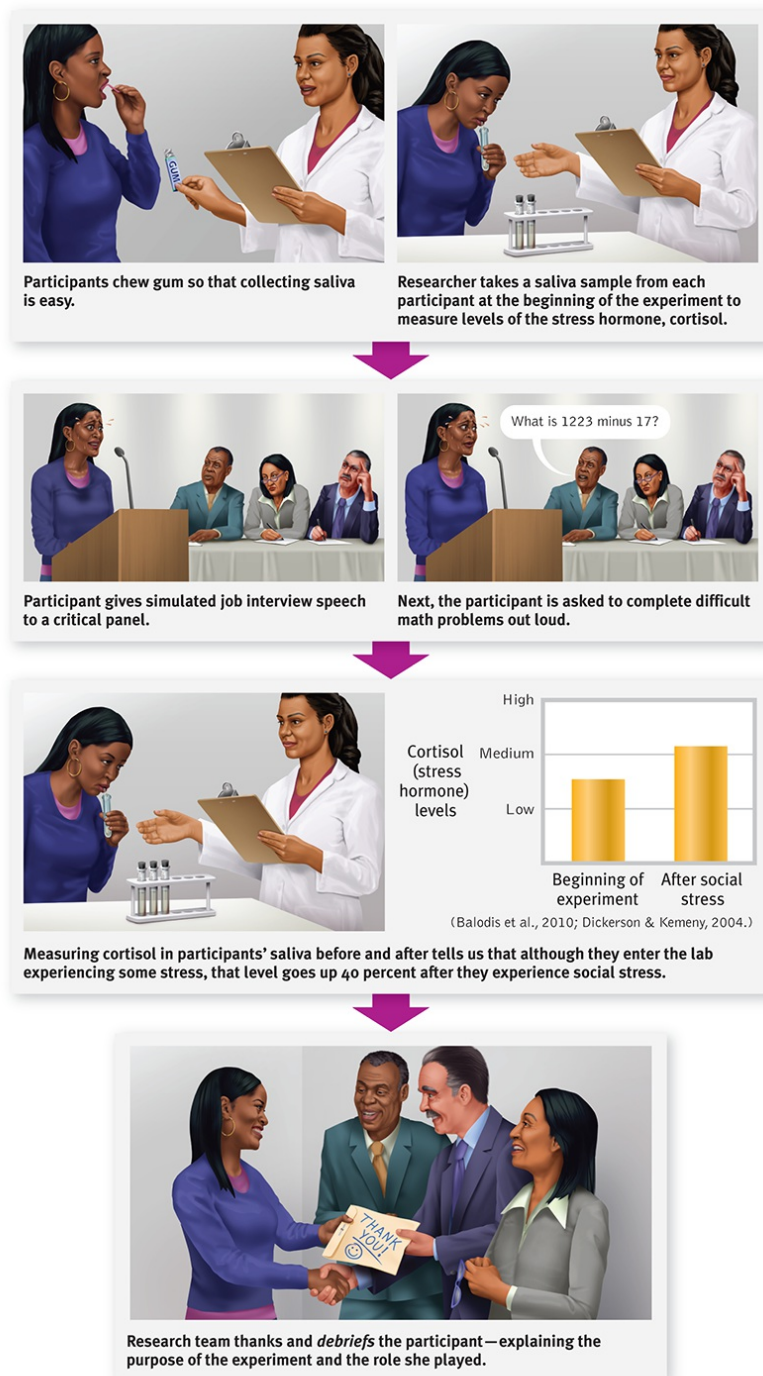 GUM
Participants chew gum so that collecting saliva
is easy.
Researcher takes a saliva sample from each
participant at the beginning of the experiment to
measure levels of the stress hormone, cortisol.
Participant gives simulated job interview speech
to a critical panel.
What is 1223 minus 17?
Next, the participant is asked to complete difficult
math problems out loud.
Cortisol
(stress
hormone)
levels
High
Medium
Low
Beginning of
experiment
After social
stress
(Balodis et al., 2010; Dickerson & Kemeny, 2004.)
Measuring cortisol in participants’ saliva before and after tells us that although they enter the lab
experiencing some stress, that level goes up 40 percent after they experience social stress.
THANK
YOU!
Research team thanks and debriefs the participant—explaining the
purpose of the experiment and the role she played.